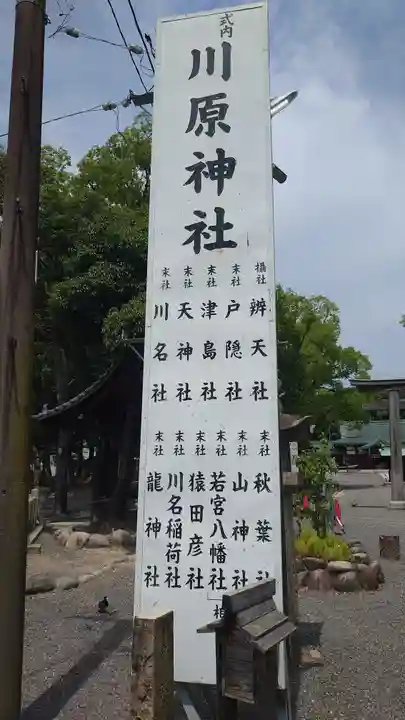 式内
川原神社
攝社 辨天社
末社 戸隠社
末社 津島社
末社 天神社
末社 川名社
末社 秋葉社
末社 山神社
末社 若宮八幡社
末社 猿田彦社
末社 川名稲荷社
末社 龍神社